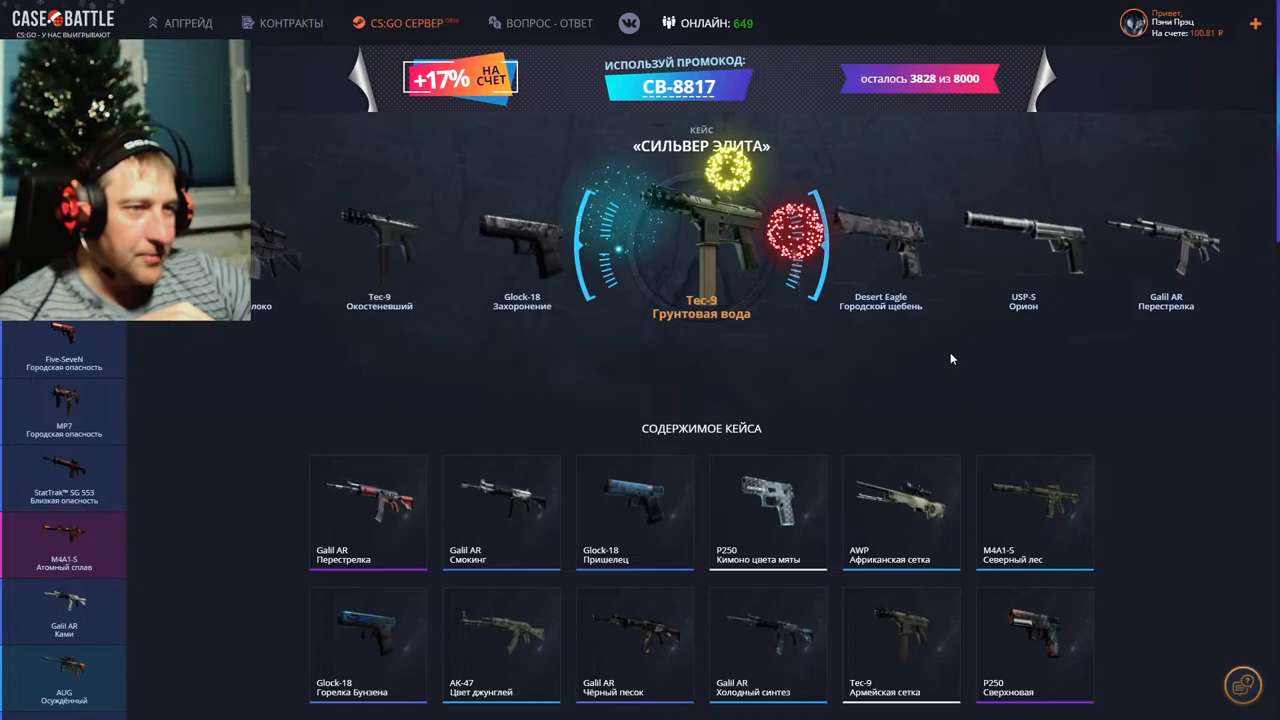 CASE BATTLE
CS:GO - У НАС ВЫИГРЫВАЮТ
АПГРЕЙД
КОНТРАКТЫ
CS:GO СЕРВЕР new
ВОПРОС - ОТВЕТ
ОНЛАЙН: 649
Привет,
Пэни Прэц
На счете: 100.81 ₽
+17% НА СЧЕТ
ИСПОЛЬЗУЙ ПРОМОКОД:
CB-8817
осталось 3828 из 8000
КЕЙС
«СИЛЬВЕР ЭЛИТА»
локо
Tec-9
Окостеневший
Glock-18
Захоронение
Tec-9
Грунтовая вода
Desert Eagle
Городской щебень
USP-S
Орион
Galil AR
Перестрелка
Five-SeveN
Городская опасность
MP7
Городская опасность
StatTrak™ SG 553
Близкая опасность
M4A1-S
Атомный сплав
Galil AR
Ками
AUG
Осуждённый
СОДЕРЖИМОЕ КЕЙСА
Galil AR
Перестрелка
Galil AR
Смокинг
Glock-18
Пришелец
P250
Кимоно цвета мяты
AWP
Африканская сетка
M4A1-S
Северный лес
Glock-18
Горелка Бунзена
AK-47
Цвет джунглей
Galil AR
Чёрный песок
Galil AR
Холодный синтез
Tec-9
Армейская сетка
P250
Сверхновая